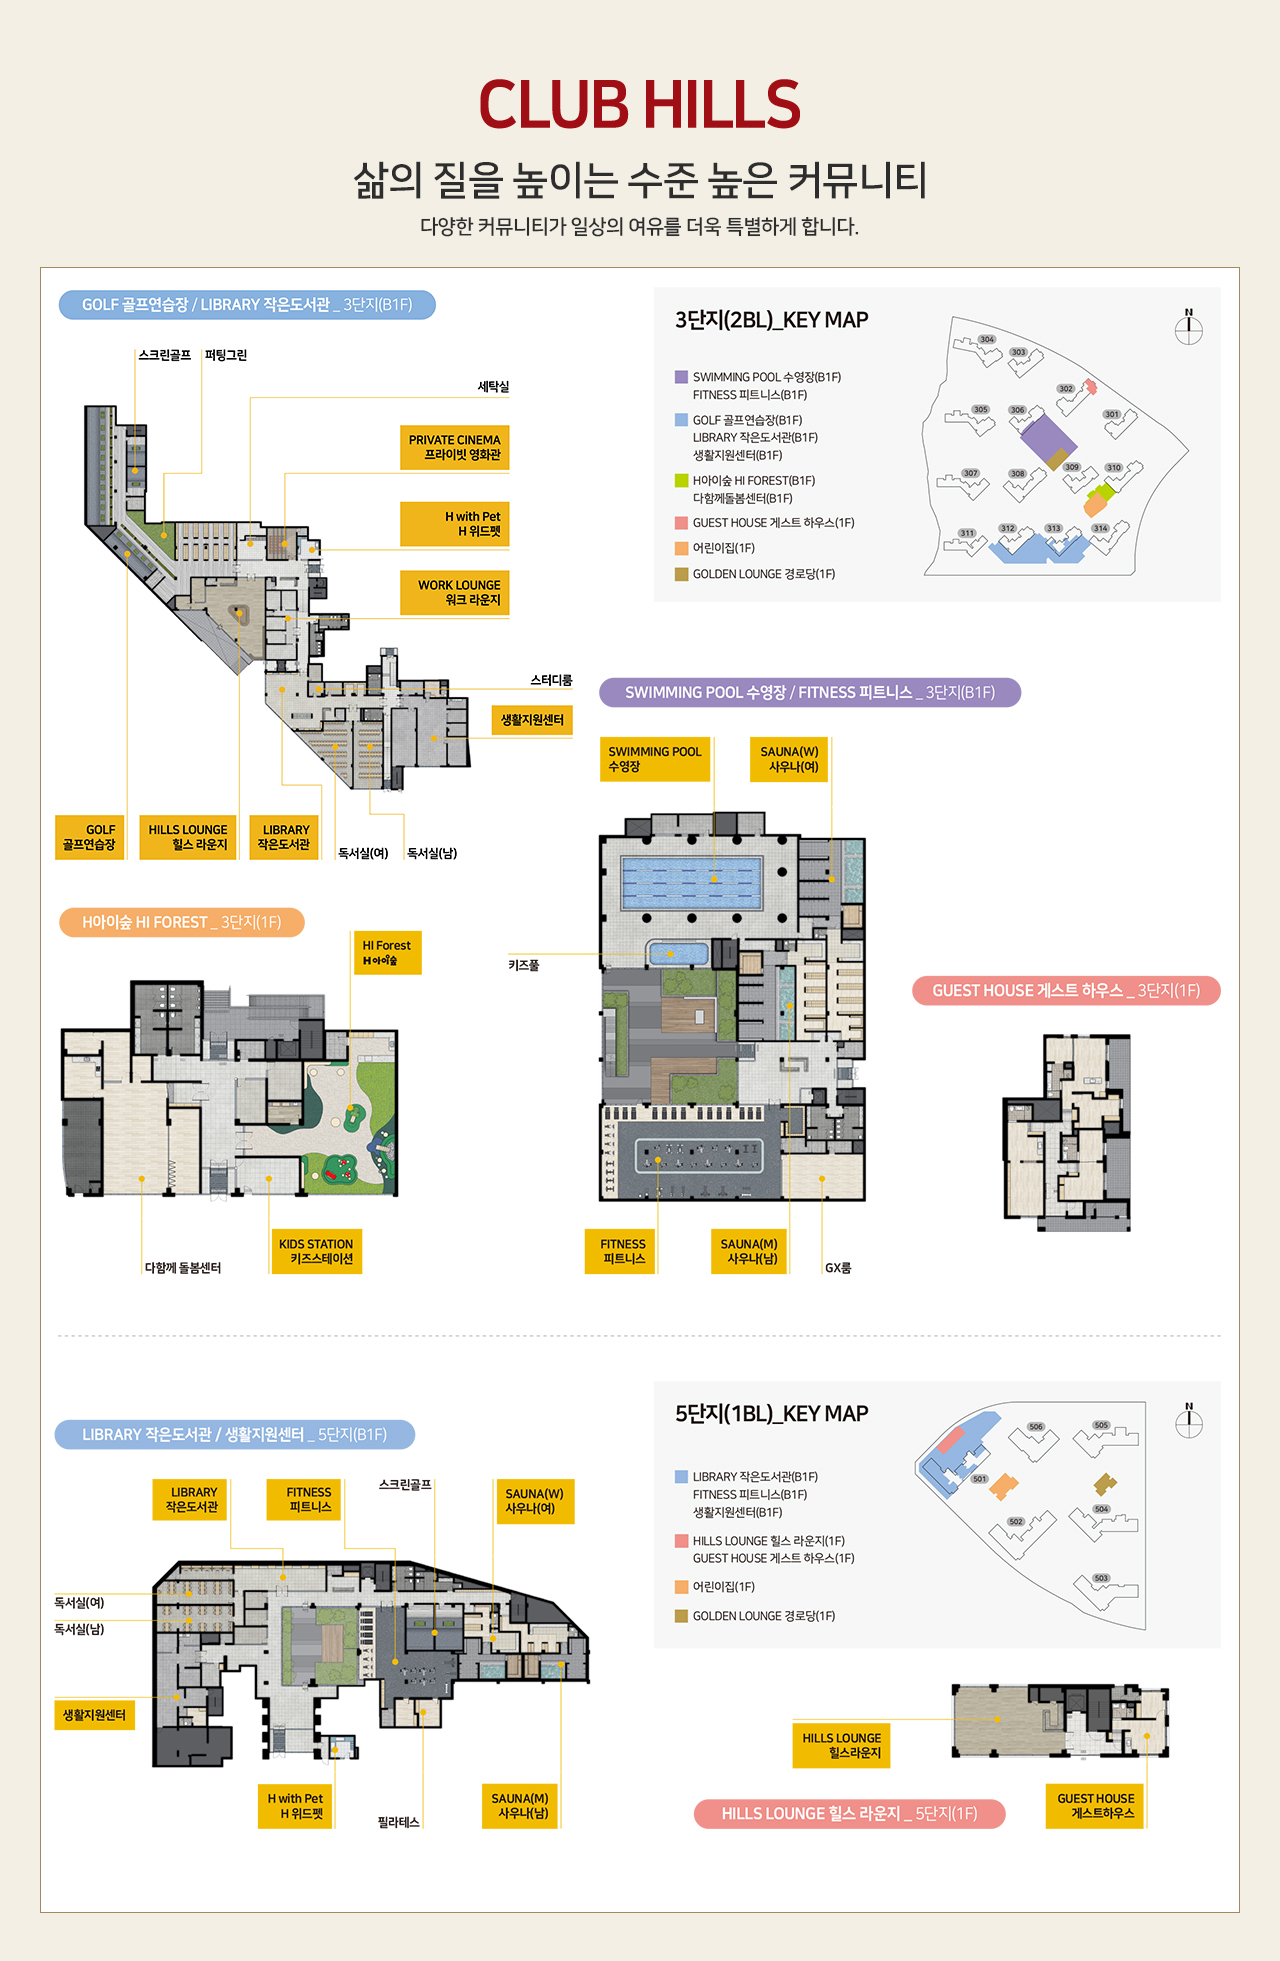 CLUB HILLS
삶의 질을 높이는 수준 높은 커뮤니티
다양한 커뮤니티가 일상의 여유를 더욱 특별하게 합니다.
GOLF 골프연습장 / LIBRARY 작은도서관 _ 3단지(B1F)
스크린골프
퍼팅그린
세탁실
PRIVATE CINEMA
프라이빗 영화관
H with Pet
H 위드펫
WORK LOUNGE
워크 라운지
스터디룸
생활지원센터
GOLF
골프연습장
HILLS LOUNGE
힐스 라운지
LIBRARY
작은도서관
독서실(여)
독서실(남)
3단지(2BL)_KEY MAP
SWIMMING POOL 수영장(B1F)
FITNESS 피트니스(B1F)
GOLF 골프연습장(B1F)
LIBRARY 작은도서관(B1F)
생활지원센터(B1F)
H아이숲 HI FOREST(B1F)
다함께돌봄센터(B1F)
GUEST HOUSE 게스트 하우스(1F)
어린이집(1F)
GOLDEN LOUNGE 경로당(1F)
N
304
303
302
301
305
306
307
308
309
310
311
312
313
314
SWIMMING POOL 수영장 / FITNESS 피트니스 _ 3단지(B1F)
SWIMMING POOL
수영장
SAUNA(W)
사우나(여)
키즈풀
FITNESS
피트니스
SAUNA(M)
사우나(남)
GX룸
H아이숲 HI FOREST _ 3단지(1F)
HI Forest
H아이숲
다함께 돌봄센터
KIDS STATION
키즈스테이션
GUEST HOUSE 게스트 하우스 _ 3단지(1F)
LIBRARY 작은도서관 / 생활지원센터 _ 5단지(B1F)
LIBRARY
작은도서관
FITNESS
피트니스
스크린골프
SAUNA(W)
사우나(여)
독서실(여)
독서실(남)
생활지원센터
H with Pet
H 위드펫
필라테스
SAUNA(M)
사우나(남)
5단지(1BL)_KEY MAP
LIBRARY 작은도서관(B1F)
FITNESS 피트니스(B1F)
생활지원센터(B1F)
HILLS LOUNGE 힐스 라운지(1F)
GUEST HOUSE 게스트 하우스(1F)
어린이집(1F)
GOLDEN LOUNGE 경로당(1F)
N
506
505
501
504
502
503
HILLS LOUNGE
힐스라운지
GUEST HOUSE
게스트하우스
HILLS LOUNGE 힐스 라운지 _ 5단지(1F)